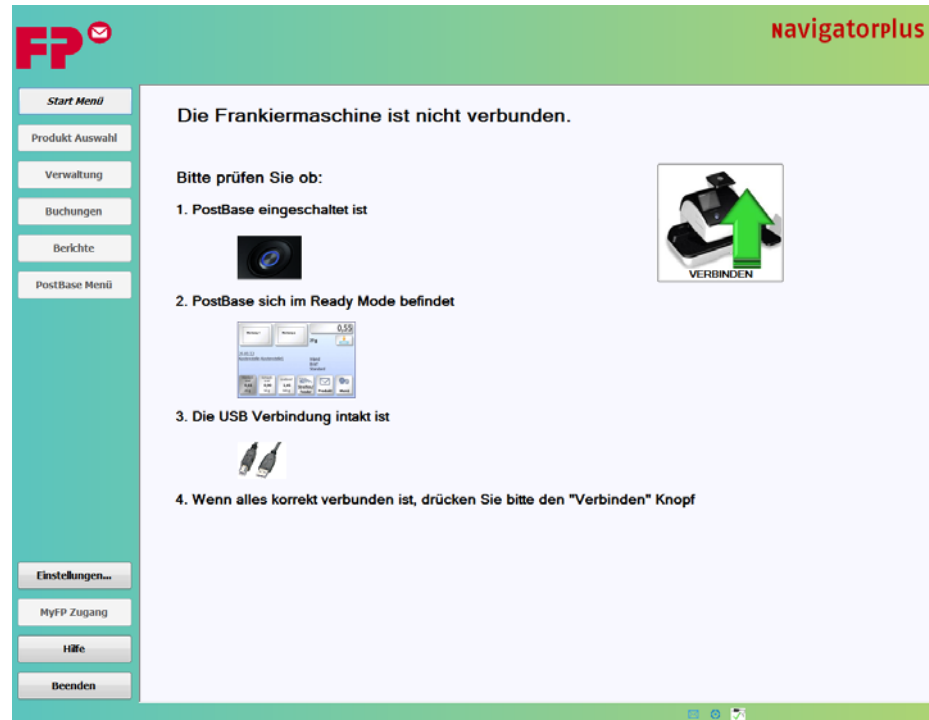 FP
Navigatorplus
Start Menü
Produkt Auswahl
Verwaltung
Buchungen
Berichte
PostBase Menü
Die Frankiermaschine ist nicht verbunden.
Bitte prüfen Sie ob:
1. PostBase eingeschaltet ist
VERBINDEN
2. PostBase sich im Ready Mode befindet
0,55
3. Die USB Verbindung intakt ist
4. Wenn alles korrekt verbunden ist, drücken Sie bitte den "Verbinden" Knopf
Einstellungen...
MyFP Zugang
Hilfe
Beenden